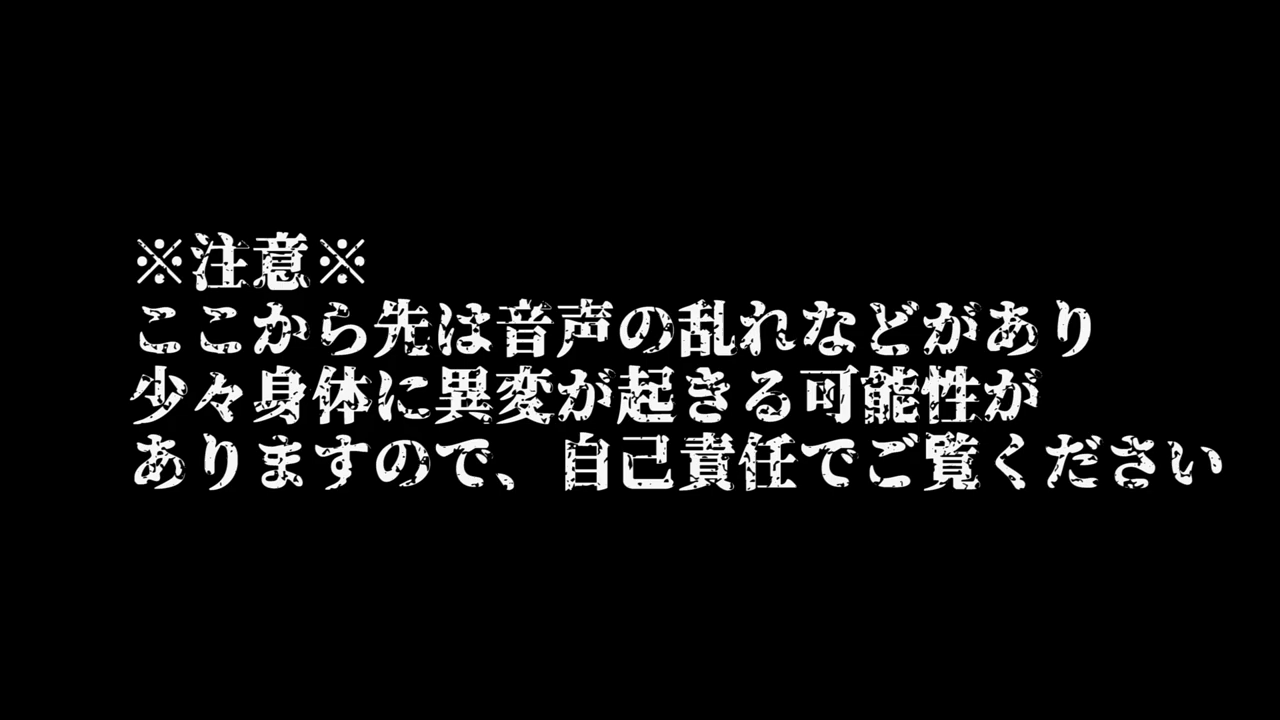 ※注意※
ここから先は音声の乱れなどがあり
少々身体に異変が起きる可能性が
ありますので、自己責任でご覧ください